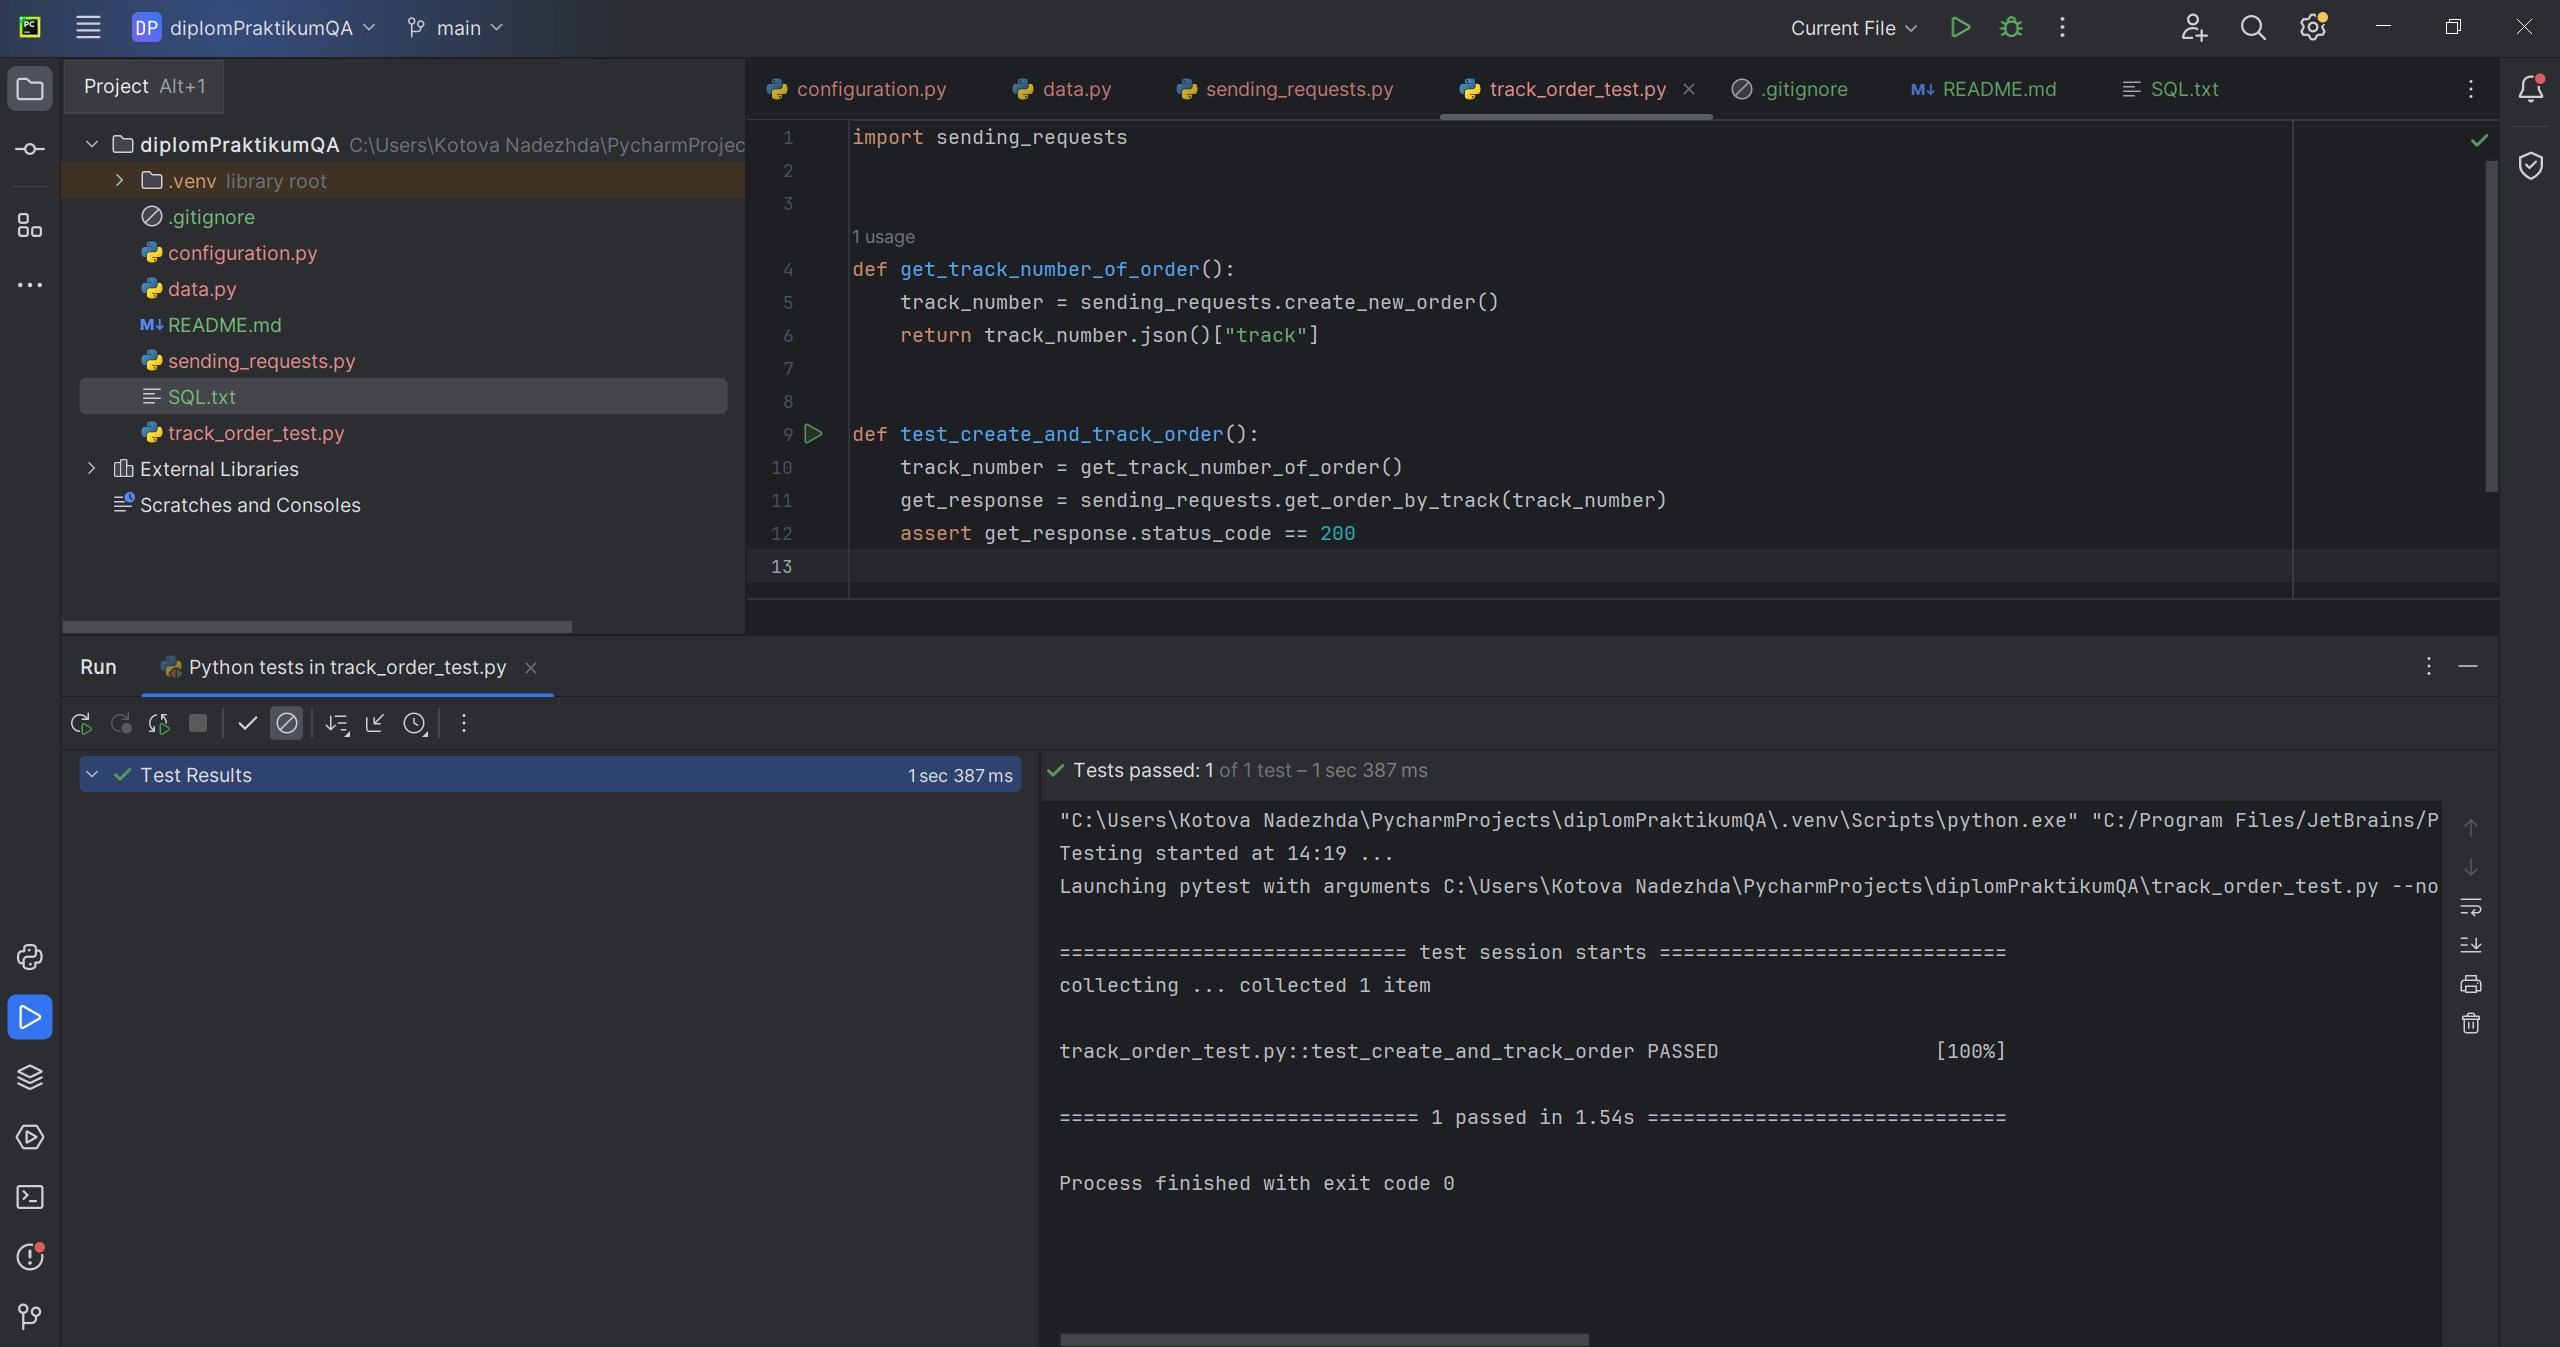 PC
DP diplomPraktikumQA main
Current File
Project Alt+1
diplomPraktikumQA C:\Users\Kotova Nadezhda\PycharmProjec
.venv library root
.gitignore
configuration.py
data.py
M↓ README.md
sending_requests.py
SQL.txt
track_order_test.py
External Libraries
Scratches and Consoles
configuration.py data.py sending_requests.py track_order_test.py .gitignore M↓ README.md SQL.txt
1 import sending_requests
2
3
1 usage
4 def get_track_number_of_order():
5 track_number = sending_requests.create_new_order()
6 return track_number.json()["track"]
7
8
9 def test_create_and_track_order():
10 track_number = get_track_number_of_order()
11 get_response = sending_requests.get_order_by_track(track_number)
12 assert get_response.status_code == 200
13
Run Python tests in track_order_test.py
Test Results 1 sec 387 ms
Tests passed: 1 of 1 test – 1 sec 387 ms
"C:\Users\Kotova Nadezhda\PycharmProjects\diplomPraktikumQA\.venv\Scripts\python.exe" "C:/Program Files/JetBrains/P
Testing started at 14:19 ...
Launching pytest with arguments C:\Users\Kotova Nadezhda\PycharmProjects\diplomPraktikumQA\track_order_test.py --no
============================= test session starts =============================
collecting ... collected 1 item
track_order_test.py::test_create_and_track_order PASSED [100%]
============================== 1 passed in 1.54s ==============================
Process finished with exit code 0